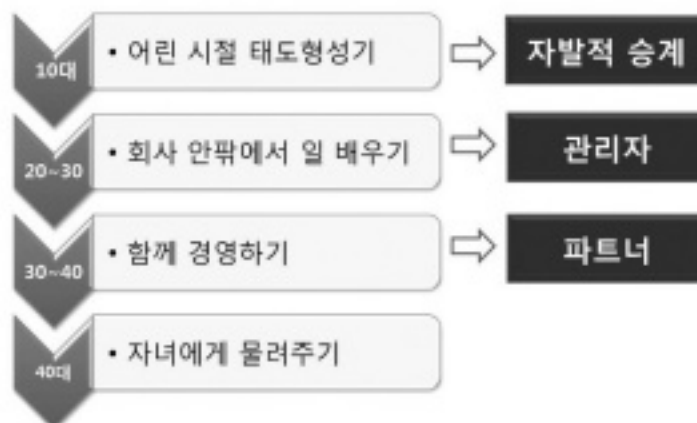 10대
• 어린 시절 태도형성기
자발적 승계
20~30
• 회사 안팎에서 일 배우기
관리자
30~40
• 함께 경영하기
파트너
40대
• 자녀에게 물려주기